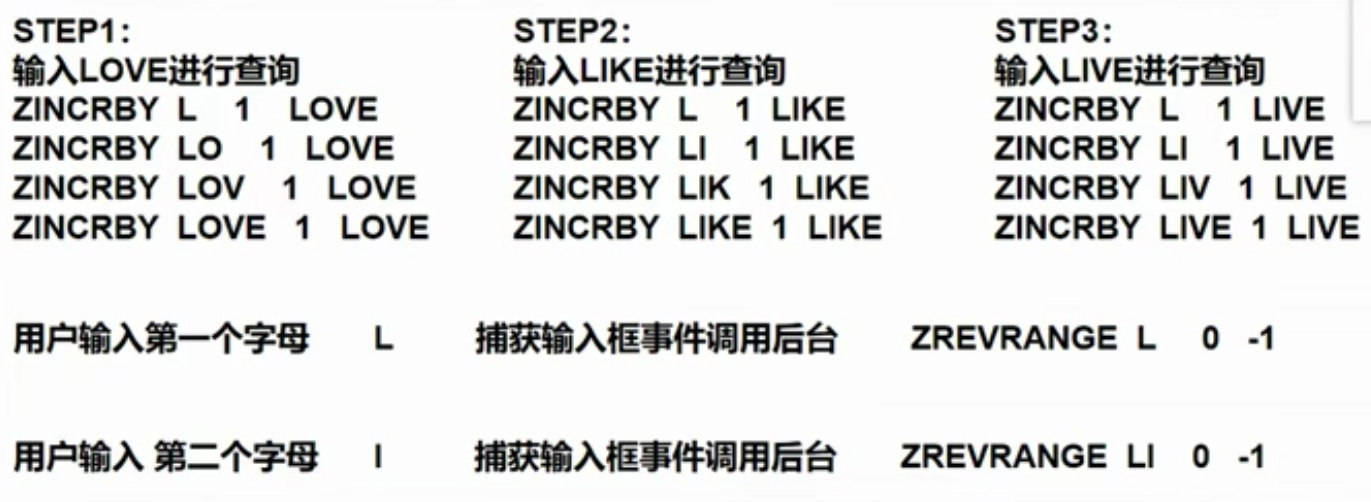 STEP1:
输入LOVE进行查询
ZINCRBY L 1 LOVE
ZINCRBY LO 1 LOVE
ZINCRBY LOV 1 LOVE
ZINCRBY LOVE 1 LOVE
STEP2:
输入LIKE进行查询
ZINCRBY L 1 LIKE
ZINCRBY LI 1 LIKE
ZINCRBY LIK 1 LIKE
ZINCRBY LIKE 1 LIKE
STEP3:
输入LIVE进行查询
ZINCRBY L 1 LIVE
ZINCRBY LI 1 LIVE
ZINCRBY LIV 1 LIVE
ZINCRBY LIVE 1 LIVE
用户输入第一个字母 L 捕获输入框事件调用后台 ZREVRANGE L 0 -1
用户输入 第二个字母 I 捕获输入框事件调用后台 ZREVRANGE LI 0 -1